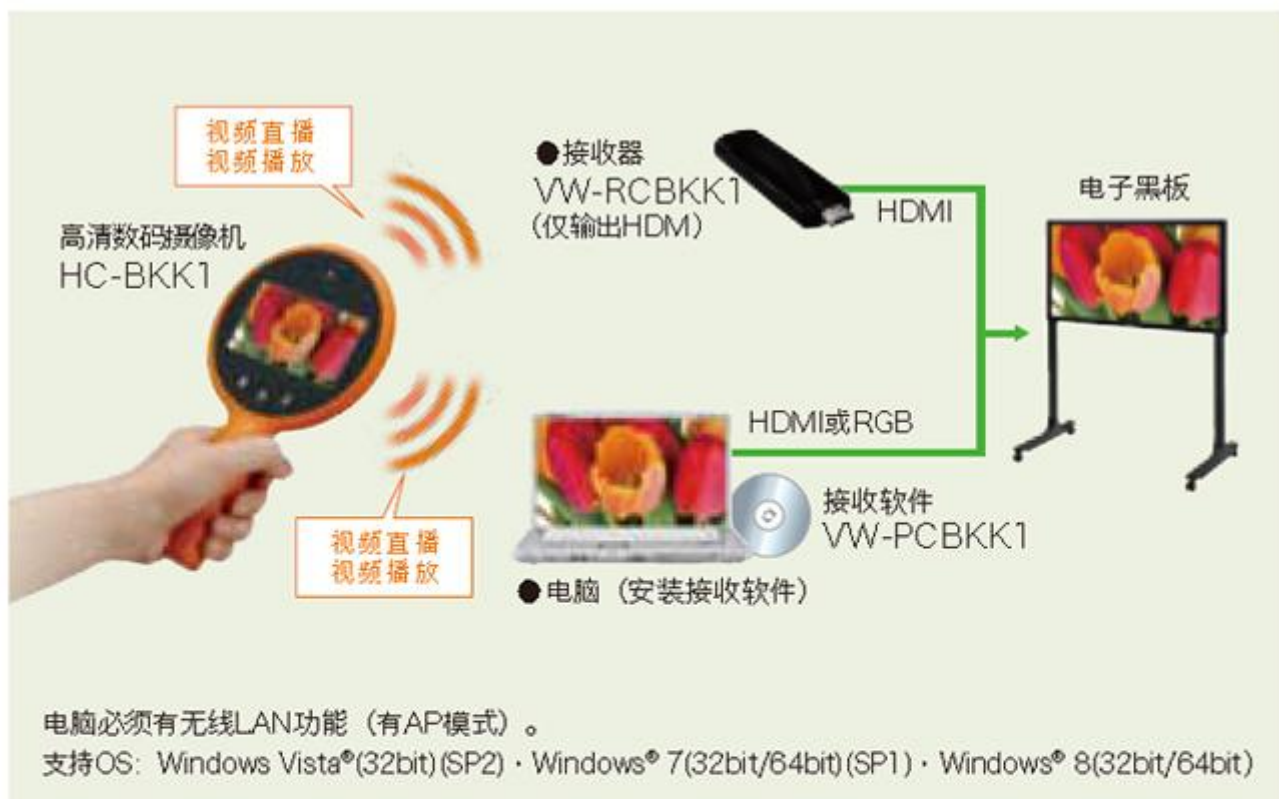 视频直播
视频播放
高清数码摄像机
HC-BKK1
●接收器
VW-RCBKK1
(仅输出HDM)
HDMI
电子黑板
HDMI或RGB
接收软件
VW-PCBKK1
视频直播
视频播放
●电脑（安装接收软件）
电脑必须有无线LAN功能（有AP模式）。
支持OS: Windows Vista®(32bit)(SP2)・Windows® 7(32bit/64bit)(SP1)・Windows® 8(32bit/64bit)